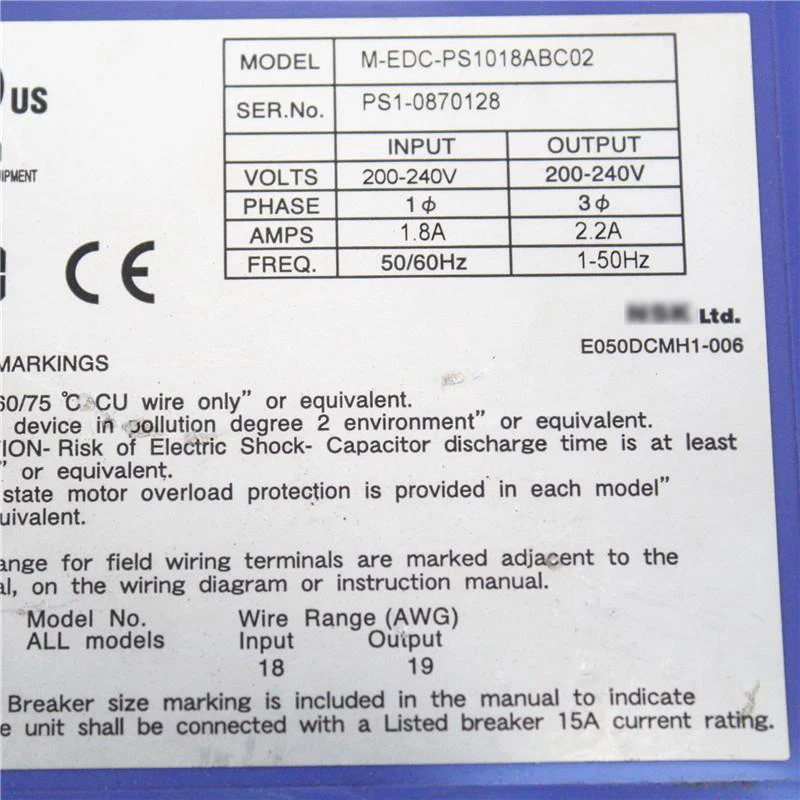 US
IPMENT
CE
MODEL M-EDC-PS1018ABC02
SER.No. PS1-0870128
INPUT OUTPUT
VOLTS 200-240V 200-240V
PHASE 1ϕ 3ϕ
AMPS 1.8A 2.2A
FREQ. 50/60Hz 1-50Hz
NSK Ltd.
E050DCMH1-006
MARKINGS
60/75 ℃ CU wire only" or equivalent.
device in pollution degree 2 environment" or equivalent.
TION- Risk of Electric Shock- Capacitor discharge time is at least
" or equivalent.
state motor overload protection is provided in each model"
uivalent.
ange for field wiring terminals are marked adjacent to the
al, on the wiring diagram or instruction manual.
Model No. Wire Range (AWG)
ALL models Input Output
18 19
Breaker size marking is included in the manual to indicate
e unit shall be connected with a Listed breaker 15A current rating.